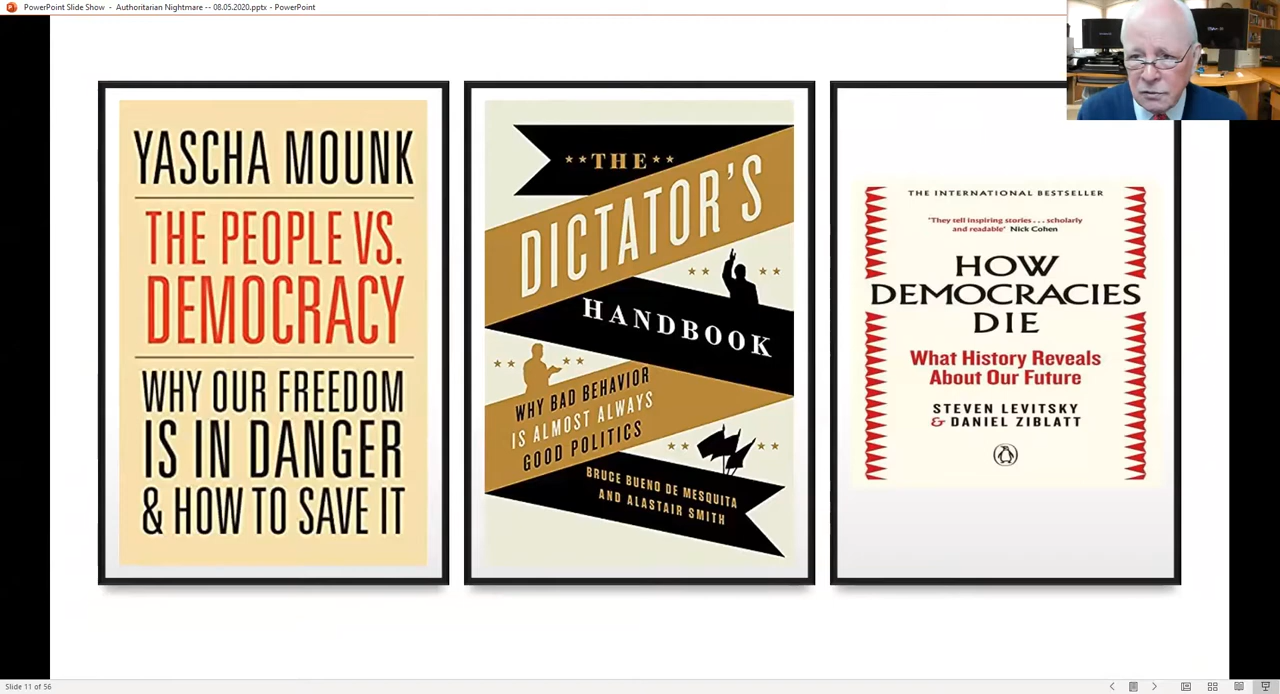 PowerPoint Slide Show - Authoritarian Nightmare -- 08.05.2020.pptx - PowerPoint
YASCHA MOUNK
THE PEOPLE VS.
DEMOCRACY
WHY OUR FREEDOM
IS IN DANGER
& HOW TO SAVE IT
THE
DICTATOR'S
HANDBOOK
WHY BAD BEHAVIOR
IS ALMOST ALWAYS
GOOD POLITICS
BRUCE BUENO DE MESQUITA
AND ALASTAIR SMITH
THE INTERNATIONAL BESTSELLER
'They tell inspiring stories . . . scholarly
and readable' Nick Cohen
HOW
DEMOCRACIES
DIE
What History Reveals
About Our Future
STEVEN LEVITSKY
& DANIEL ZIBLATT
Slide 11 of 56